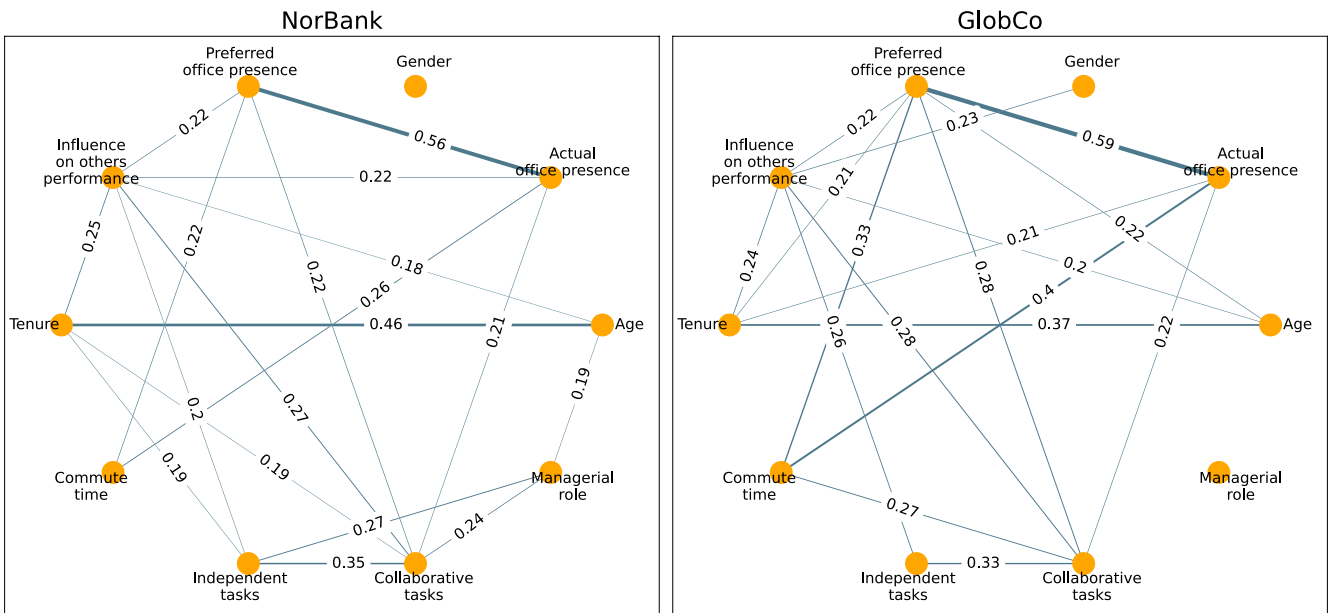 NorBank
Preferred
office presence
Gender
0.22
0.56
Influence
on others
performance
Actual
office presence
0.22
0.25
0.22
0.22
0.18
0.26
Tenure
0.46
0.21
Age
0.19
0.2
0.27
0.19
0.19
Commute
time
Managerial
role
0.27
0.24
0.35
Independent
tasks
Collaborative
tasks
GlobCo
Preferred
office presence
Gender
0.22
0.23
0.59
Influence
on others
performance
Actual
office presence
0.21
0.24
0.33
0.21
0.22
0.2
0.28
0.4
Tenure
0.26
0.28
0.37
0.22
Age
Commute
time
Managerial
role
0.27
0.33
Independent
tasks
Collaborative
tasks